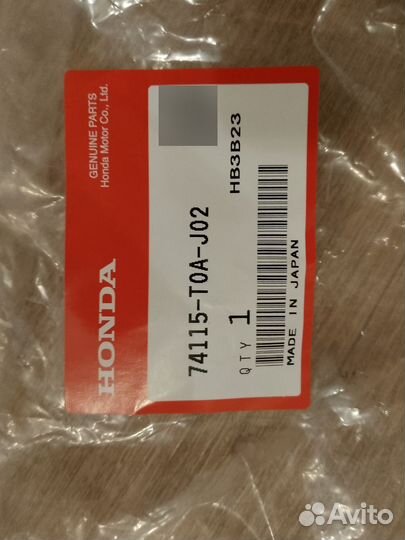 GENUINE PARTS
Honda Motor Co., Ltd.
HONDA
74115-T0A-J02
HB3B23
QTY 1
MADE IN JAPAN
Avito